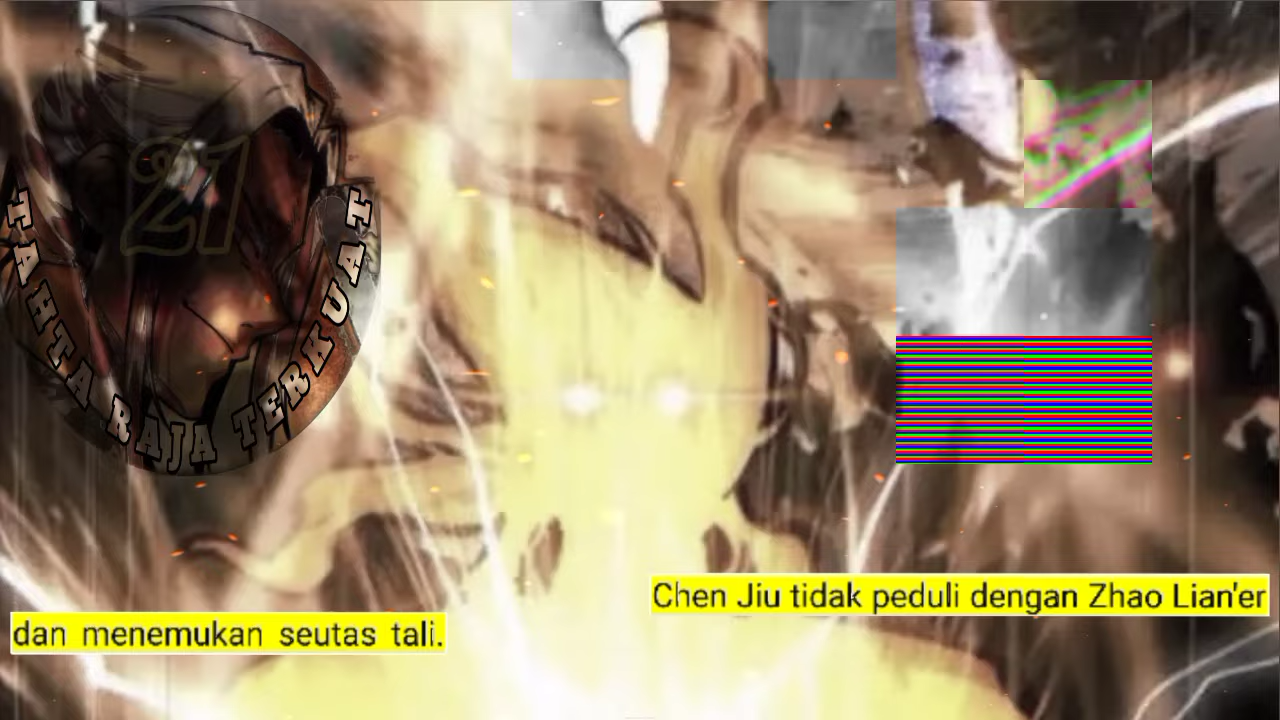 21
TAHTA RAJA TERKUAT
Chen Jiu tidak peduli dengan Zhao Lian'er
dan menemukan seutas tali.